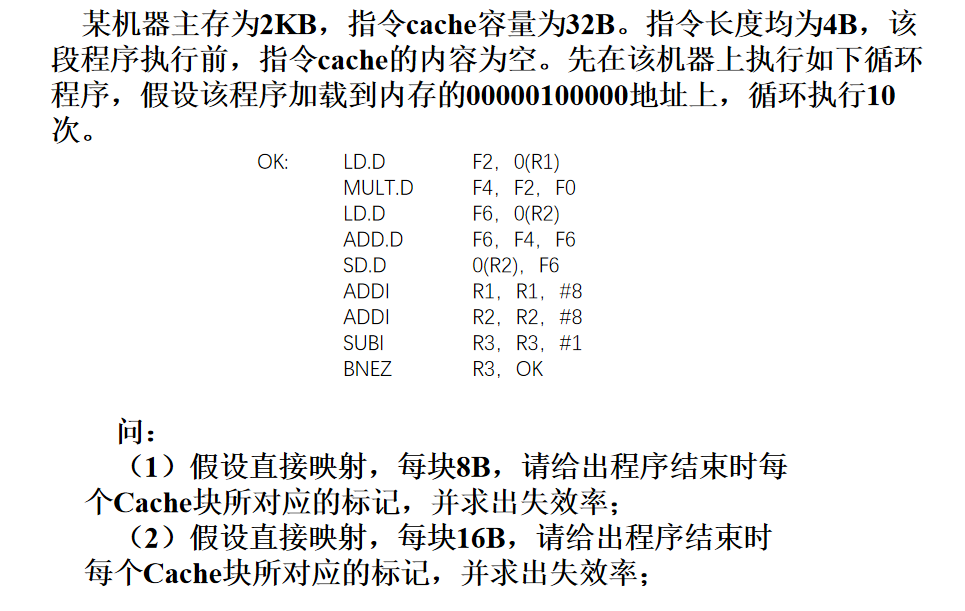 某机器主存为2KB，指令cache容量为32B。指令长度均为4B，该
段程序执行前，指令cache的内容为空。先在该机器上执行如下循环
程序，假设该程序加载到内存的00000100000地址上，循环执行10
次。
OK: LD.D F2，0(R1)
MULT.D F4，F2，F0
LD.D F6，0(R2)
ADD.D F6，F4，F6
SD.D 0(R2)，F6
ADDI R1，R1，#8
ADDI R2，R2，#8
SUBI R3，R3，#1
BNEZ R3，OK
问：
（1）假设直接映射，每块8B，请给出程序结束时每
个Cache块所对应的标记，并求出失效率；
（2）假设直接映射，每块16B，请给出程序结束时
每个Cache块所对应的标记，并求出失效率；